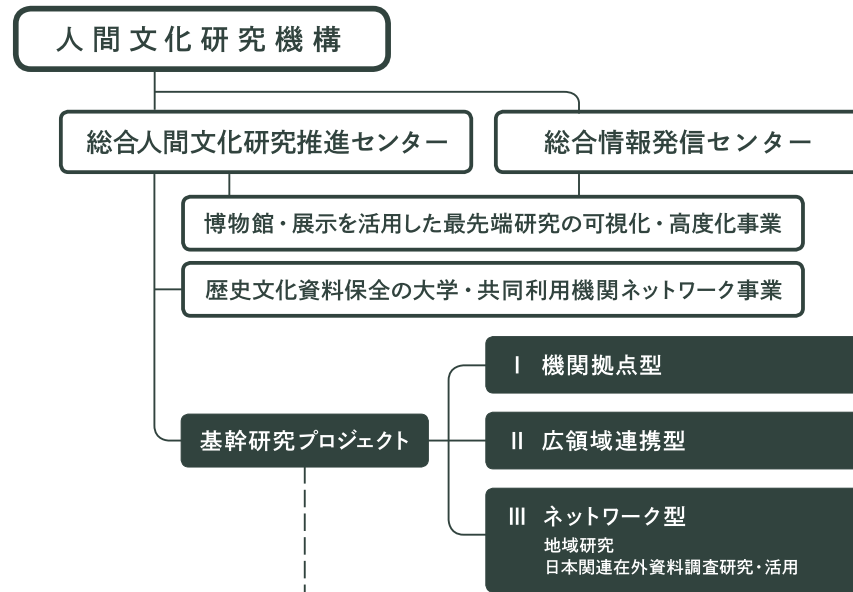 人間文化研究機構
総合人間文化研究推進センター
総合情報発信センター
博物館・展示を活用した最先端研究の可視化・高度化事業
歴史文化資料保全の大学・共同利用機関ネットワーク事業
基幹研究プロジェクト
Ⅰ 機関拠点型
Ⅱ 広領域連携型
Ⅲ ネットワーク型
地域研究
日本関連在外資料調査研究・活用